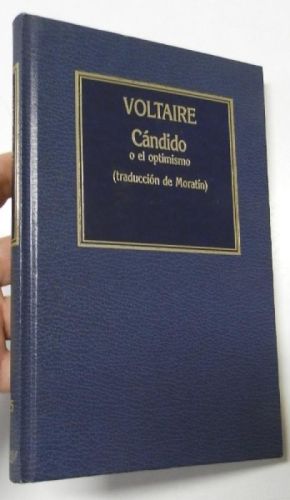 VOLTAIRE
Cándido
o el optimismo
(traducción de Moratín)